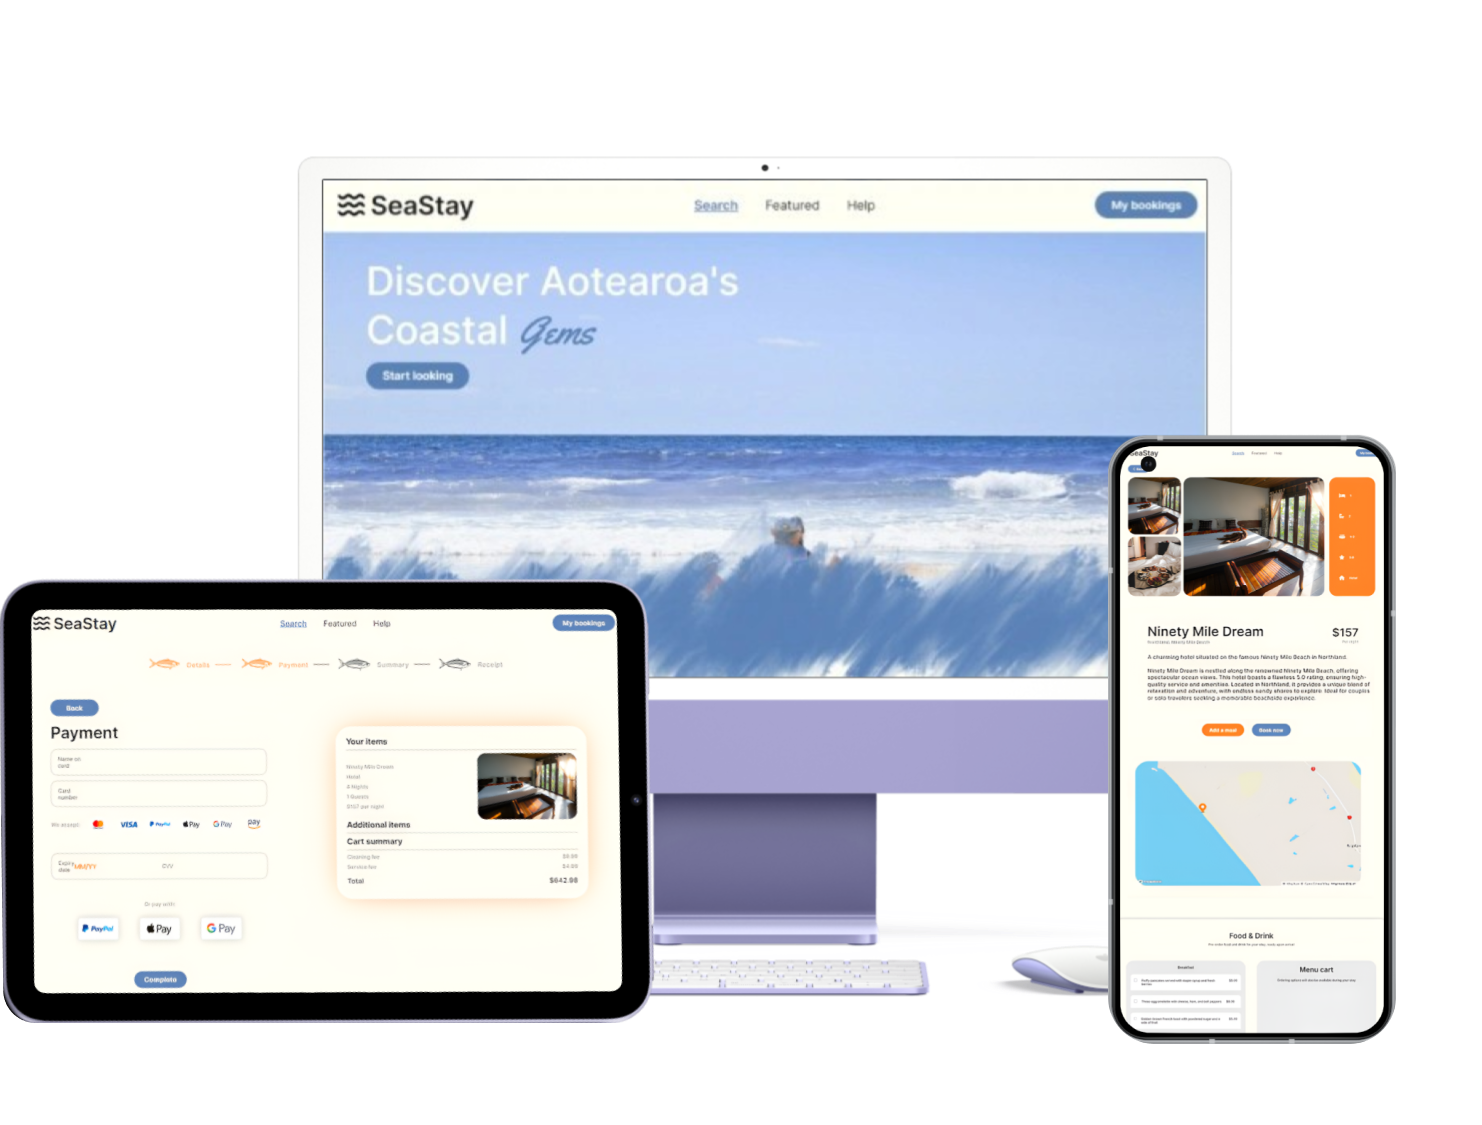 SeaStay
Search Featured Help
My bookings
Discover Aotearoa's
Coastal Gems
Start looking
SeaStay
Search Featured Help
My bookings
Details Payment Summary Receipt
Back
Payment
Name on
card
Card
number
We accept:
VISA PayPal Pay G Pay pay
Expiry
date
MM/YY
CVV
Or pay with:
PayPal Pay G Pay
Complete
Your items
Ninety Mile Dream
Hotel
4 Nights
1 Guests
$157 per night
Additional items
Cart summary
Cleaning fee
Service fee
Total
eaStay
Search Featured Help
Ninety Mile Dream
$157
Northland, Ninety Mile Beach
A charming hotel situated on the famous Ninety Mile Beach in Northland.
Ninety Mile Dream is nestled along the renowned Ninety Mile Beach, offering
spectacular ocean views. This hotel boasts a flawless 5.0 rating, ensuring high-
quality service and amenities. Located in Northland, it provides a unique blend of
relaxation and adventure, with endless sandy shores to explore. Ideal for couples
or solo travelers seeking a memorable beachside experience.
Add a meal
Book now
Food & Drink
Breakfast
Menu cart